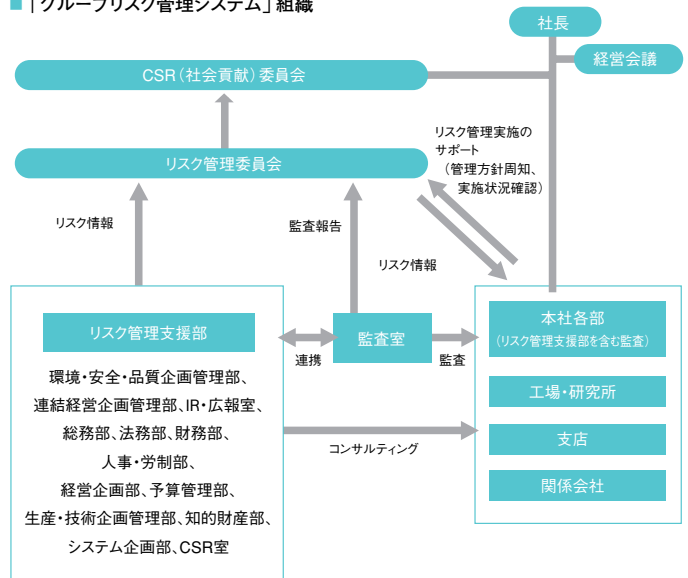 ■「グループリスク管理システム」組織
社長
経営会議
CSR(社会貢献)委員会
リスク管理委員会
リスク管理実施の
サポート
(管理方針周知、
実施状況確認)
リスク情報
監査報告
リスク情報
リスク管理支援部
環境・安全・品質企画管理部、
連結経営企画管理部、IR・広報室、
総務部、法務部、財務部、
人事・労制部、
経営企画部、予算管理部、
生産・技術企画管理部、知的財産部、
システム企画部、CSR室
連携
監査室
監査
コンサルティング
本社各部
(リスク管理支援部を含む監査)
工場・研究所
支店
関係会社